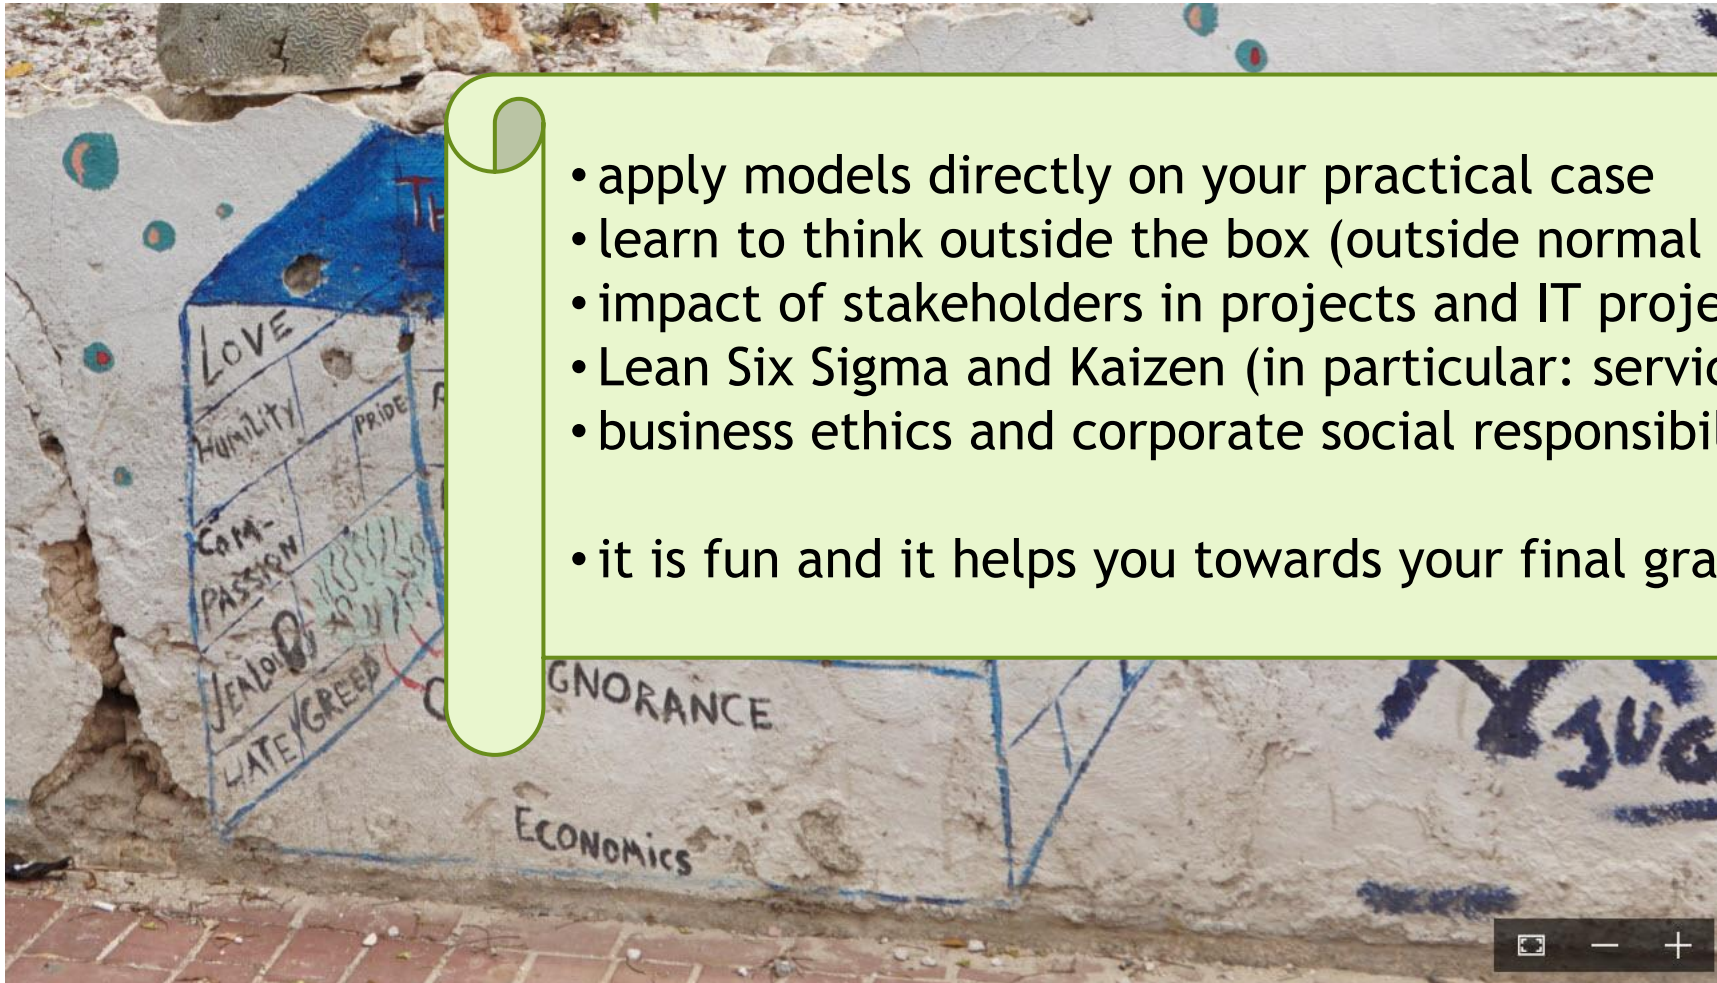 • apply models directly on your practical case
• learn to think outside the box (outside normal
• impact of stakeholders in projects and IT proje
• Lean Six Sigma and Kaizen (in particular: servic
• business ethics and corporate social responsibil
• it is fun and it helps you towards your final gra
LOVE
HUMILITY
PRIDE
COM-
PASSION
HATE/GREED
GNORANCE
ECONOMICS